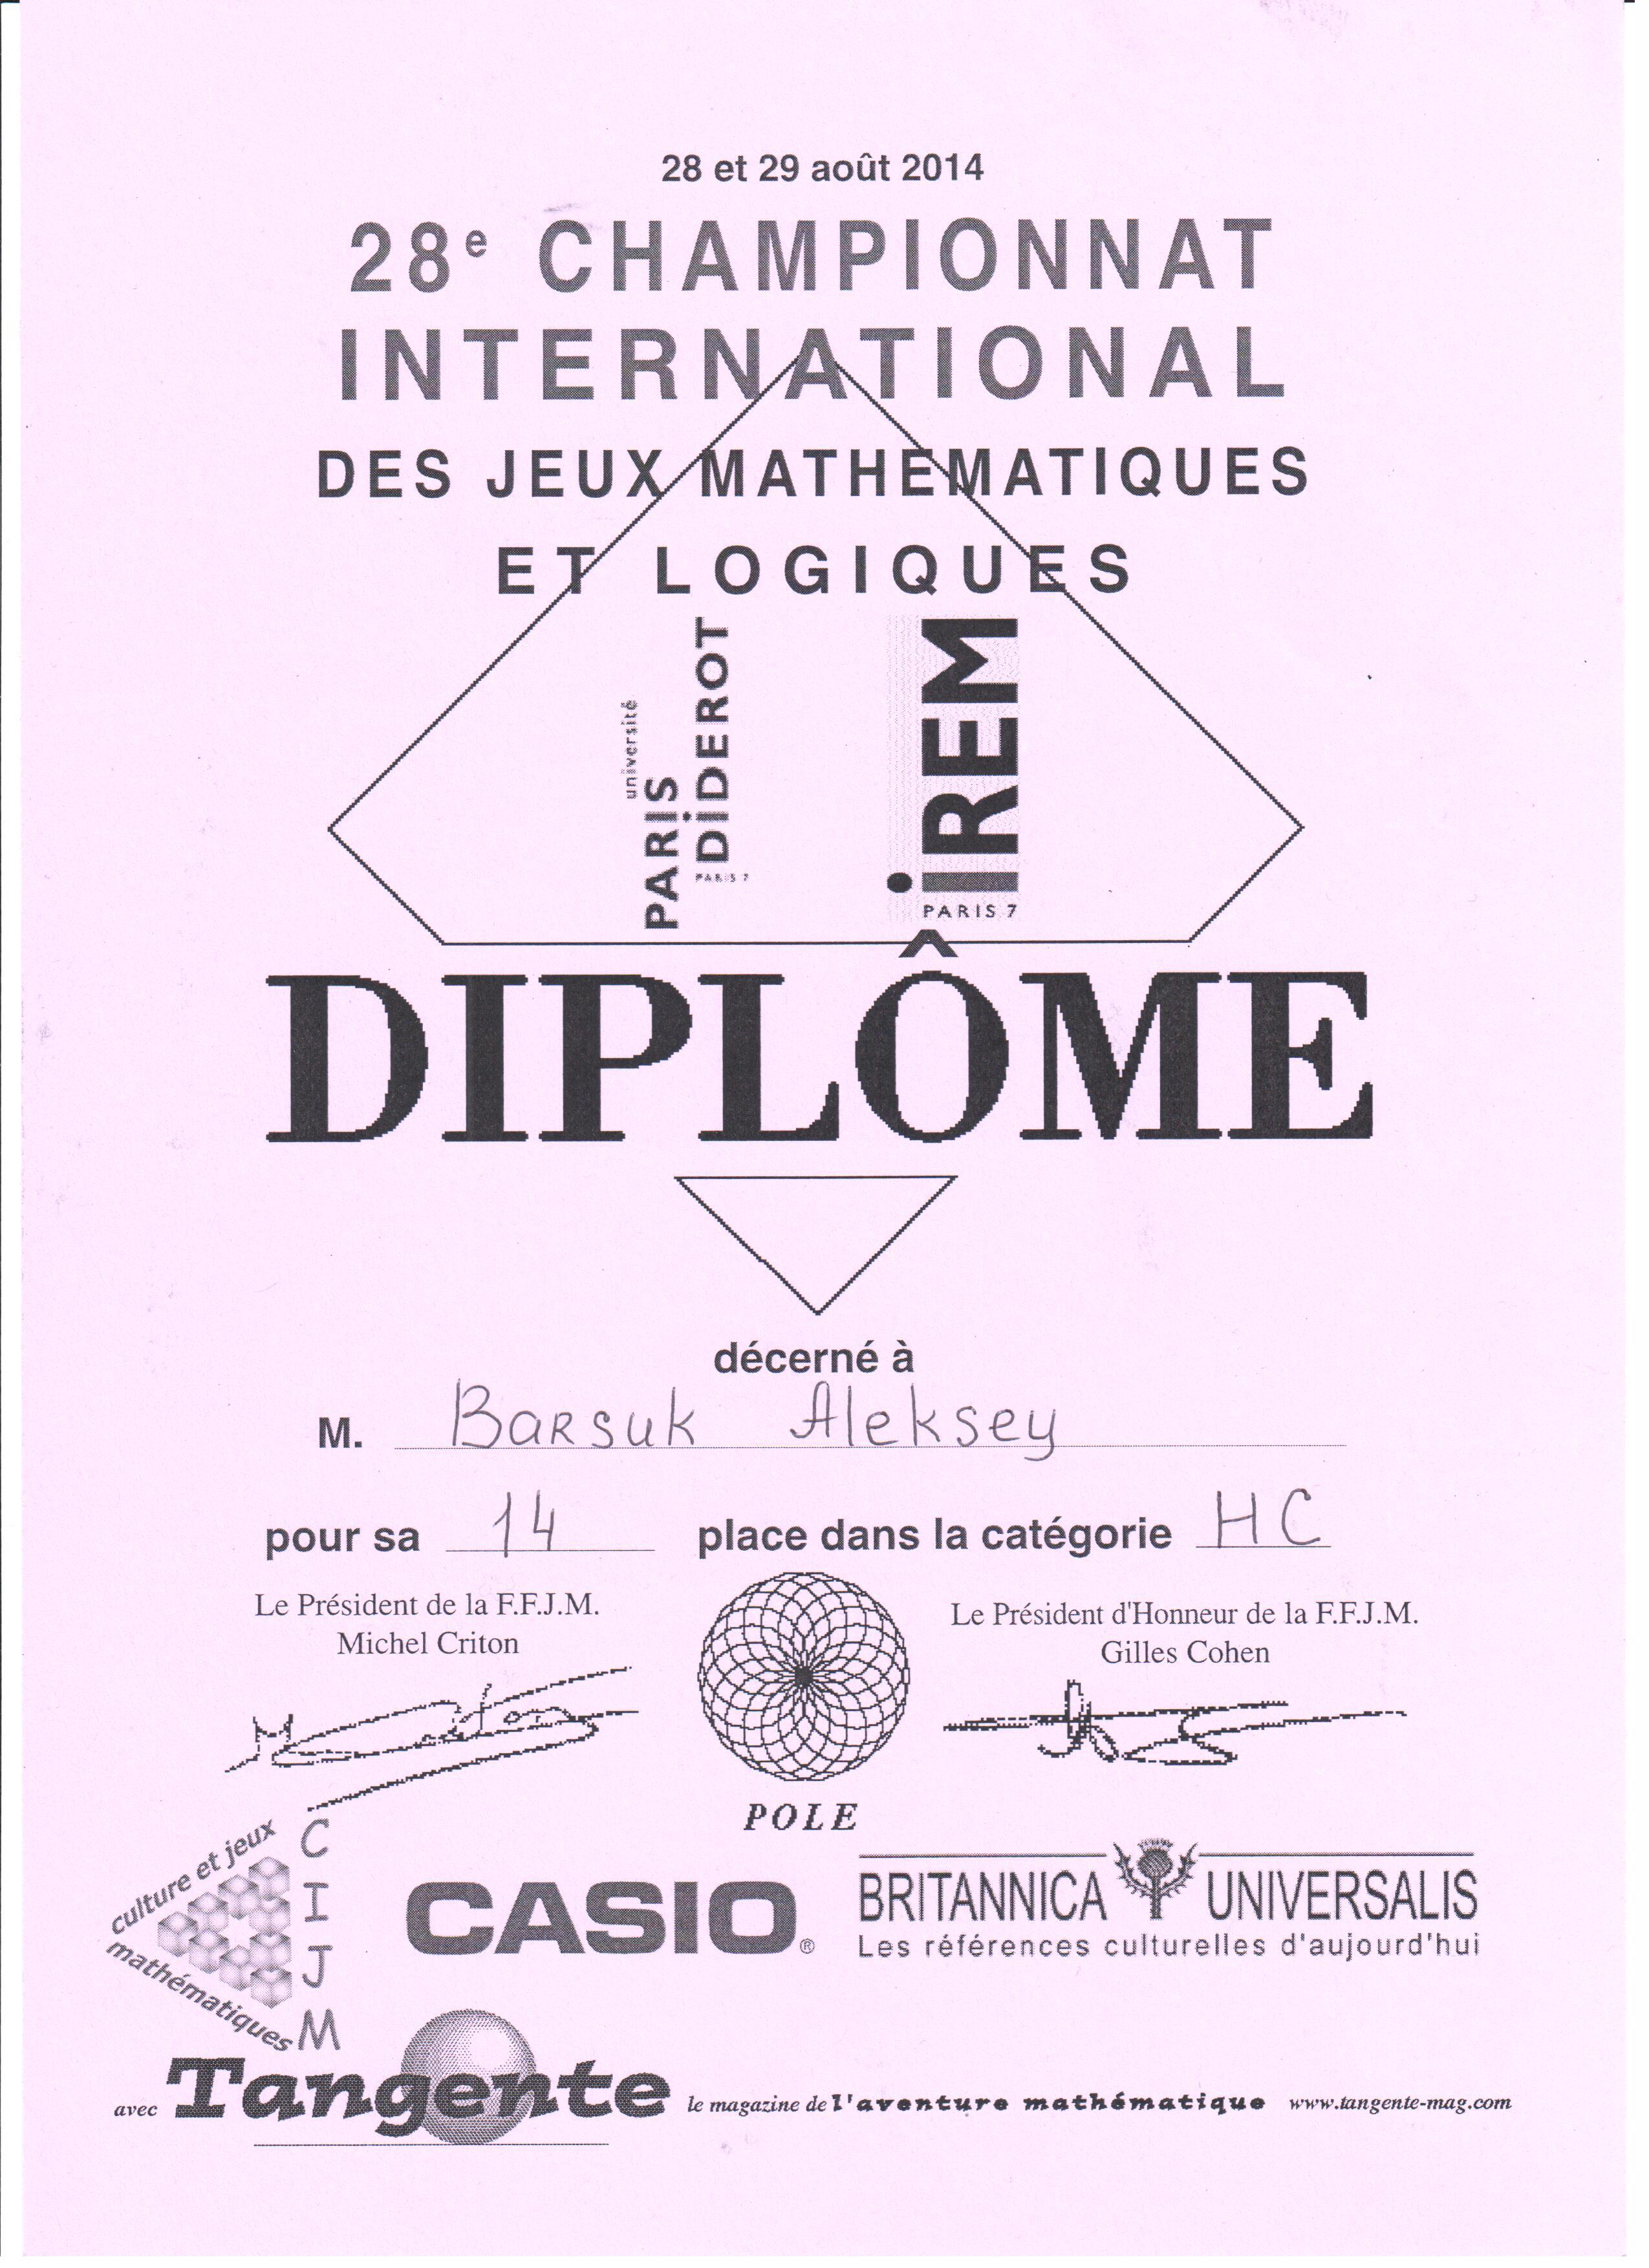 28 et 29 août 2014
28e CHAMPIONNAT
INTERNATIONAL
DES JEUX MATHEMATIQUES
ET LOGIQUES
université
PARIS
DiDEROT
PARIS 7
iREM
PARIS 7
DIPLÔME
décerné à
M. Barsuk Aleksey
pour sa 14 place dans la catégorie HC
Le Président de la F.F.J.M.
Michel Criton
Le Président d'Honneur de la F.F.J.M.
Gilles Cohen
POLE
culture et jeux
mathématiques
CIJM
CASIO®
BRITANNICA UNIVERSALIS
Les références culturelles d'aujourd'hui
avec Tangente le magazine de l'aventure mathématique www.tangente-mag.com